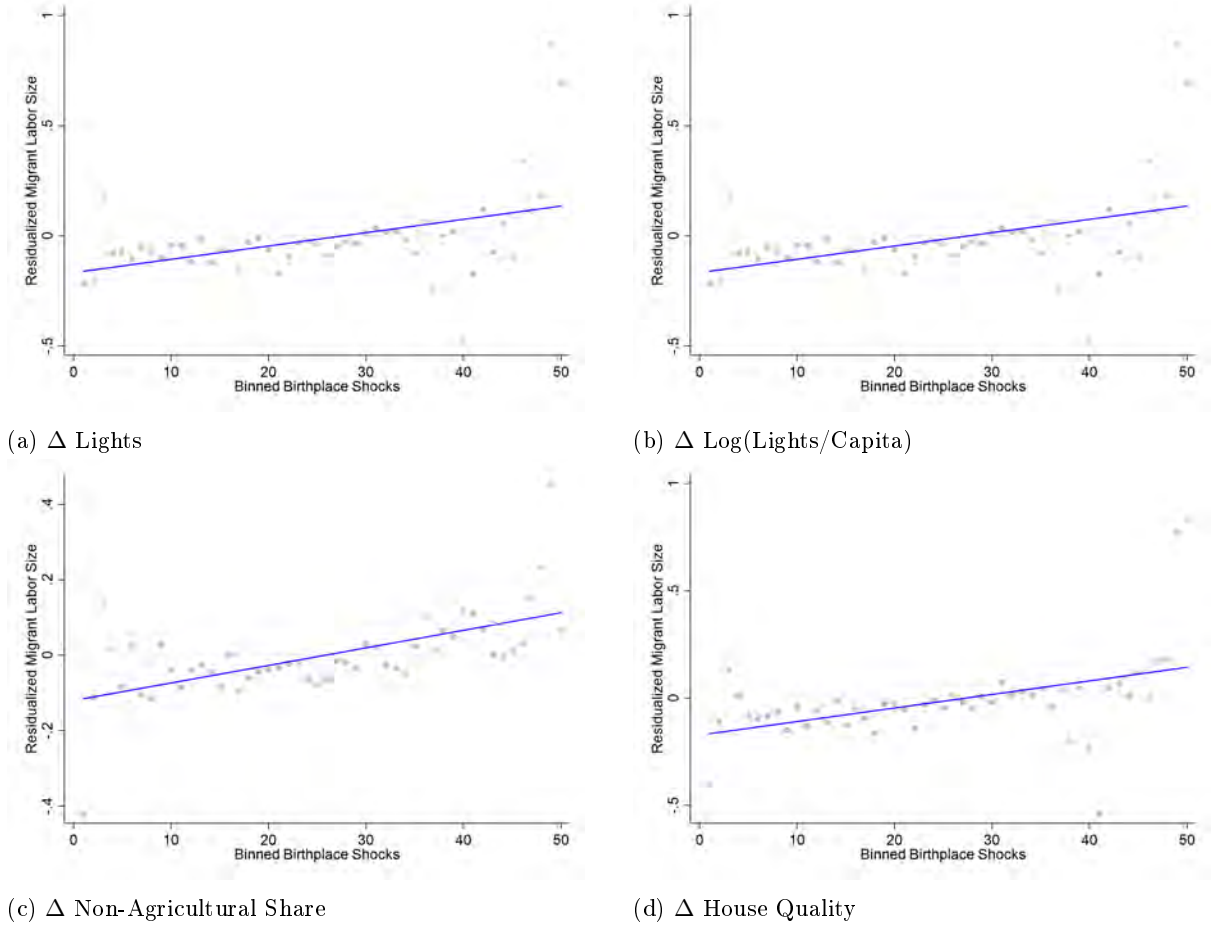 1
.5
0
-.5
Residualized Migrant Labor Size
0 10 20 30 40 50
Binned Birthplace Shocks
(a) Δ Lights
1
.5
0
-.5
Residualized Migrant Labor Size
0 10 20 30 40 50
Binned Birthplace Shocks
(b) Δ Log(Lights/Capita)
.4
.2
0
-.2
-.4
Residualized Migrant Labor Size
0 10 20 30 40 50
Binned Birthplace Shocks
(c) Δ Non-Agricultural Share
1
.5
0
-.5
Residualized Migrant Labor Size
0 10 20 30 40 50
Binned Birthplace Shocks
(d) Δ House Quality